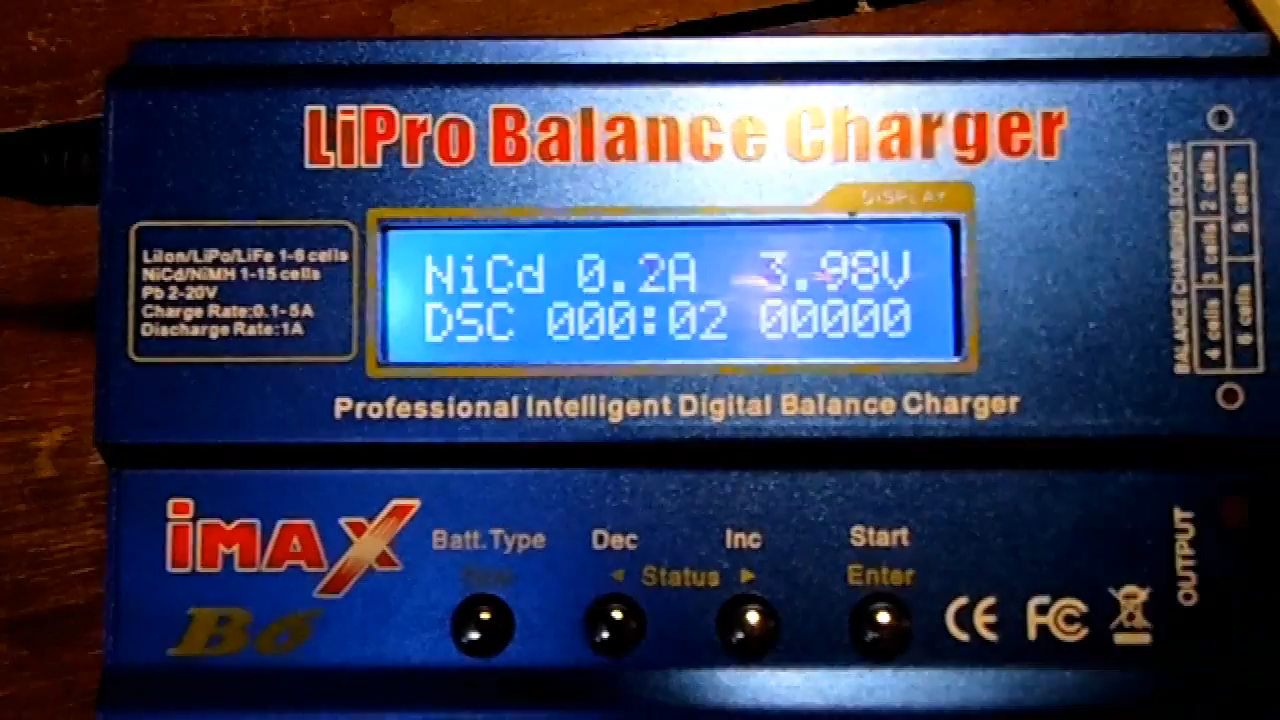 LiPro Balance Charger
DISPLAY
LiIon/LiPo/LiFe 1-6 cells
NiCd/NiMH 1-15 cells
Pb 2-20V
Charge Rate:0.1-5A
Discharge Rate:1A
NiCd 0.2A 3.98V
DSC 000:02 00000
Professional Intelligent Digital Balance Charger
BALANCE CHARGING SOCKET
2 cells
3 cells
4 cells
5 cells
6 cells
iMAX
B6
Batt.Type
Dec
Inc
Start
◄ Status ►
Enter
CE
FC
OUTPUT